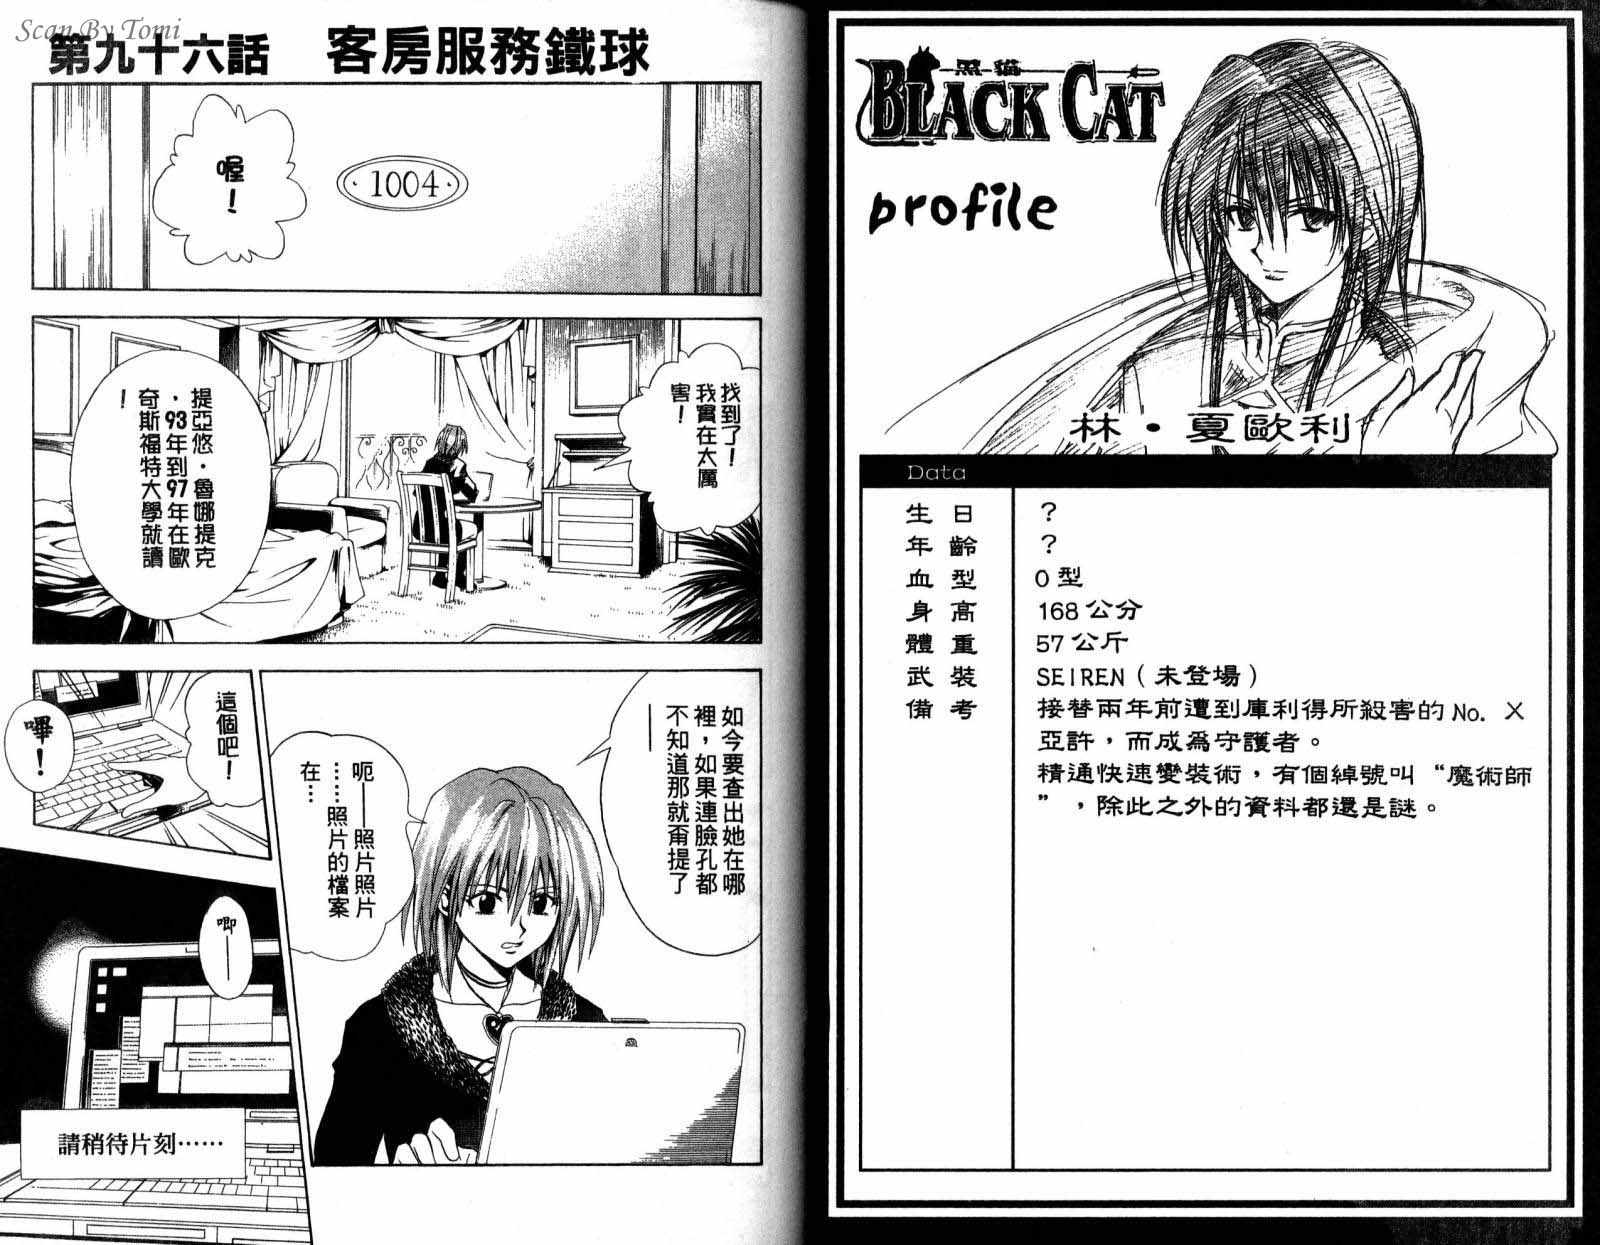 Scan By Tomi
BLACK CAT
黑貓
profile
林・夏歐利
Data
生日 ?
年齡 ?
血型 O型
身高 168公分
體重 57公斤
武裝 SEIREN(未登場)
備考 接替兩年前遭到庫利得所殺害的No. X
亞許，而成為守護者。
精通快速變裝術，有個綽號叫“魔術師
”，除此之外的資料都還是謎。
第九十六話 客房服務鐵球
喔！
1004
找到了！
我實在太厲
害！
提亞悠・魯娜提克
，93年到97年在歐
奇斯福特大學就讀
！
如今要查出她在哪
裡，如果連臉孔都
不知道那就甭提了
——
呃——照片照片
……照片的檔案
在…
這個吧！
嗶！
唧——
請稍待片刻……